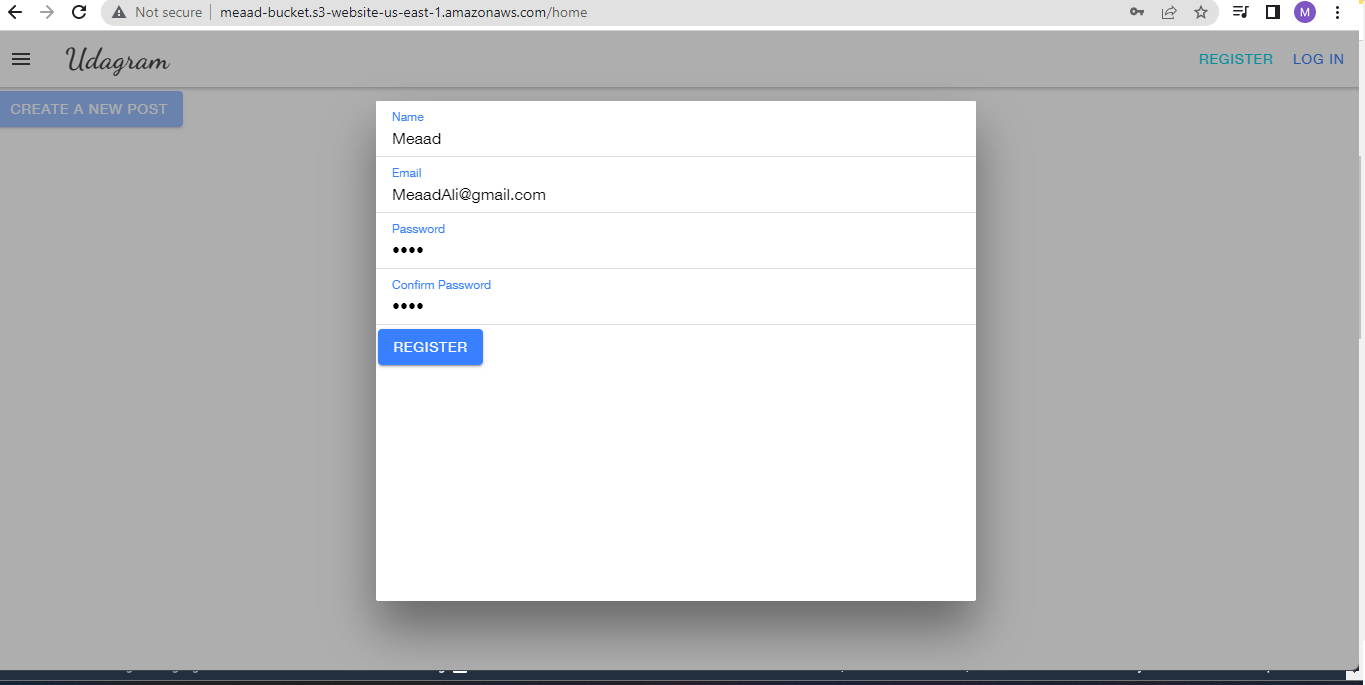 Not secure | meaad-bucket.s3-website-us-east-1.amazonaws.com/home
M
Udagram
REGISTER
LOG IN
CREATE A NEW POST
Name
Meaad
Email
MeaadAli@gmail.com
Password
••••
Confirm Password
••••
REGISTER